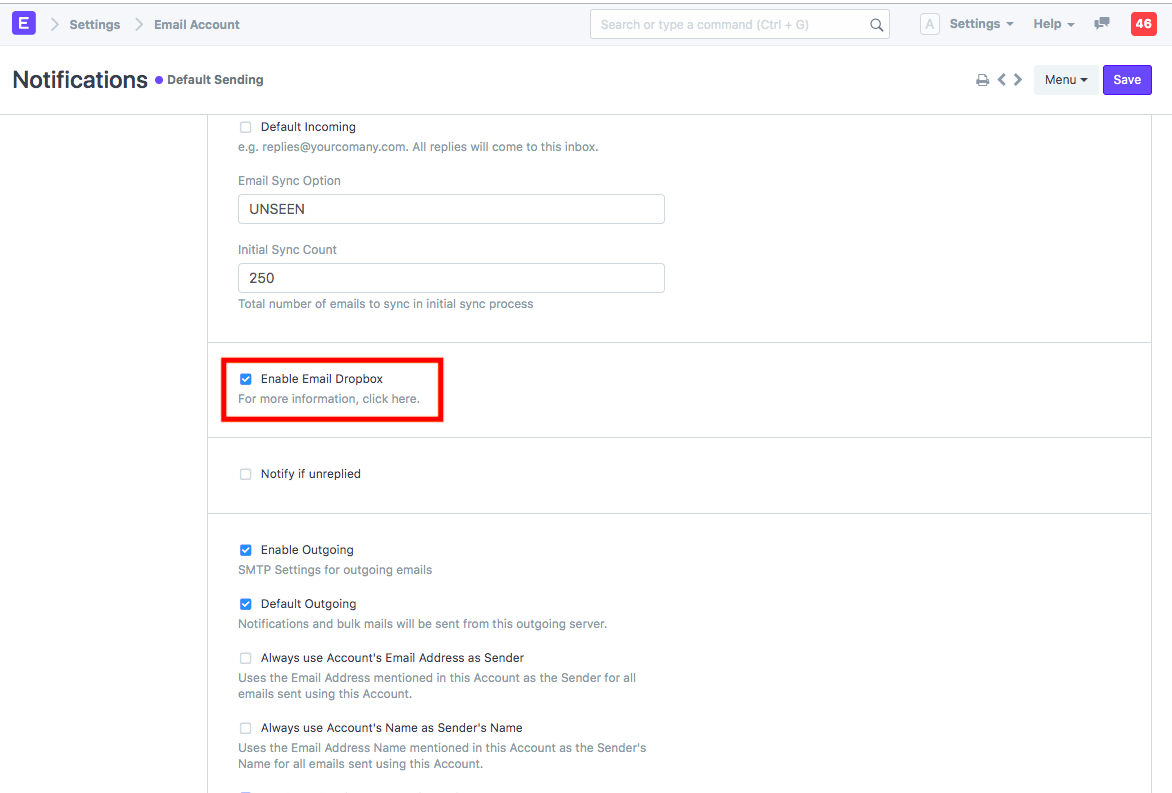 E Settings Email Account Search or type a command (Ctrl + G) A Settings Help 46
Notifications Default Sending Menu Save
Default Incoming
e.g. replies@yourcomany.com. All replies will come to this inbox.
Email Sync Option
UNSEEN
Initial Sync Count
250
Total number of emails to sync in initial sync process
Enable Email Dropbox
For more information, click here.
Notify if unreplied
Enable Outgoing
SMTP Settings for outgoing emails
Default Outgoing
Notifications and bulk mails will be sent from this outgoing server.
Always use Account's Email Address as Sender
Uses the Email Address mentioned in this Account as the Sender for all
emails sent using this Account.
Always use Account's Name as Sender's Name
Uses the Email Address Name mentioned in this Account as the Sender's
Name for all emails sent using this Account.